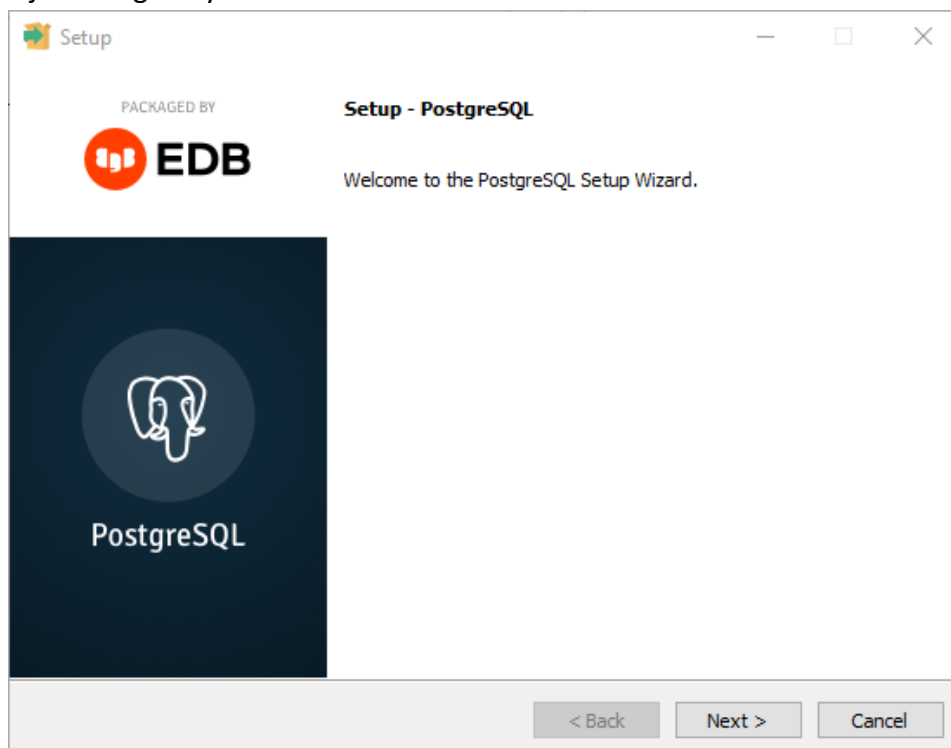 Setup
PACKAGED BY
EDB
Setup - PostgreSQL
Welcome to the PostgreSQL Setup Wizard.
PostgreSQL
< Back
Next >
Cancel